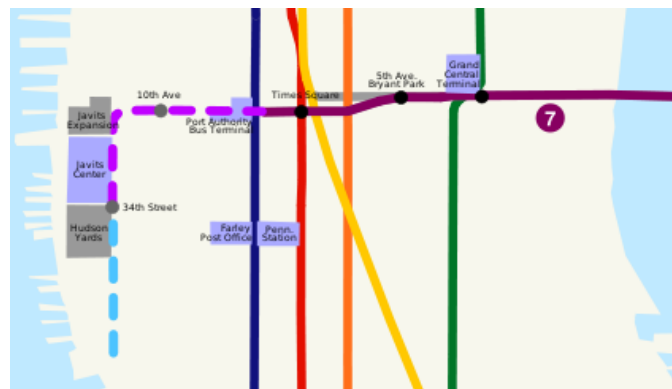 Grand
Central
Terminal
5th Ave.
Bryant Park
10th Ave
Times Square
7
Javits
Expansion
Port Authority
Bus Terminal
Javits
Center
34th Street
Hudson
Yards
Farley
Post Office
Penn.
Station